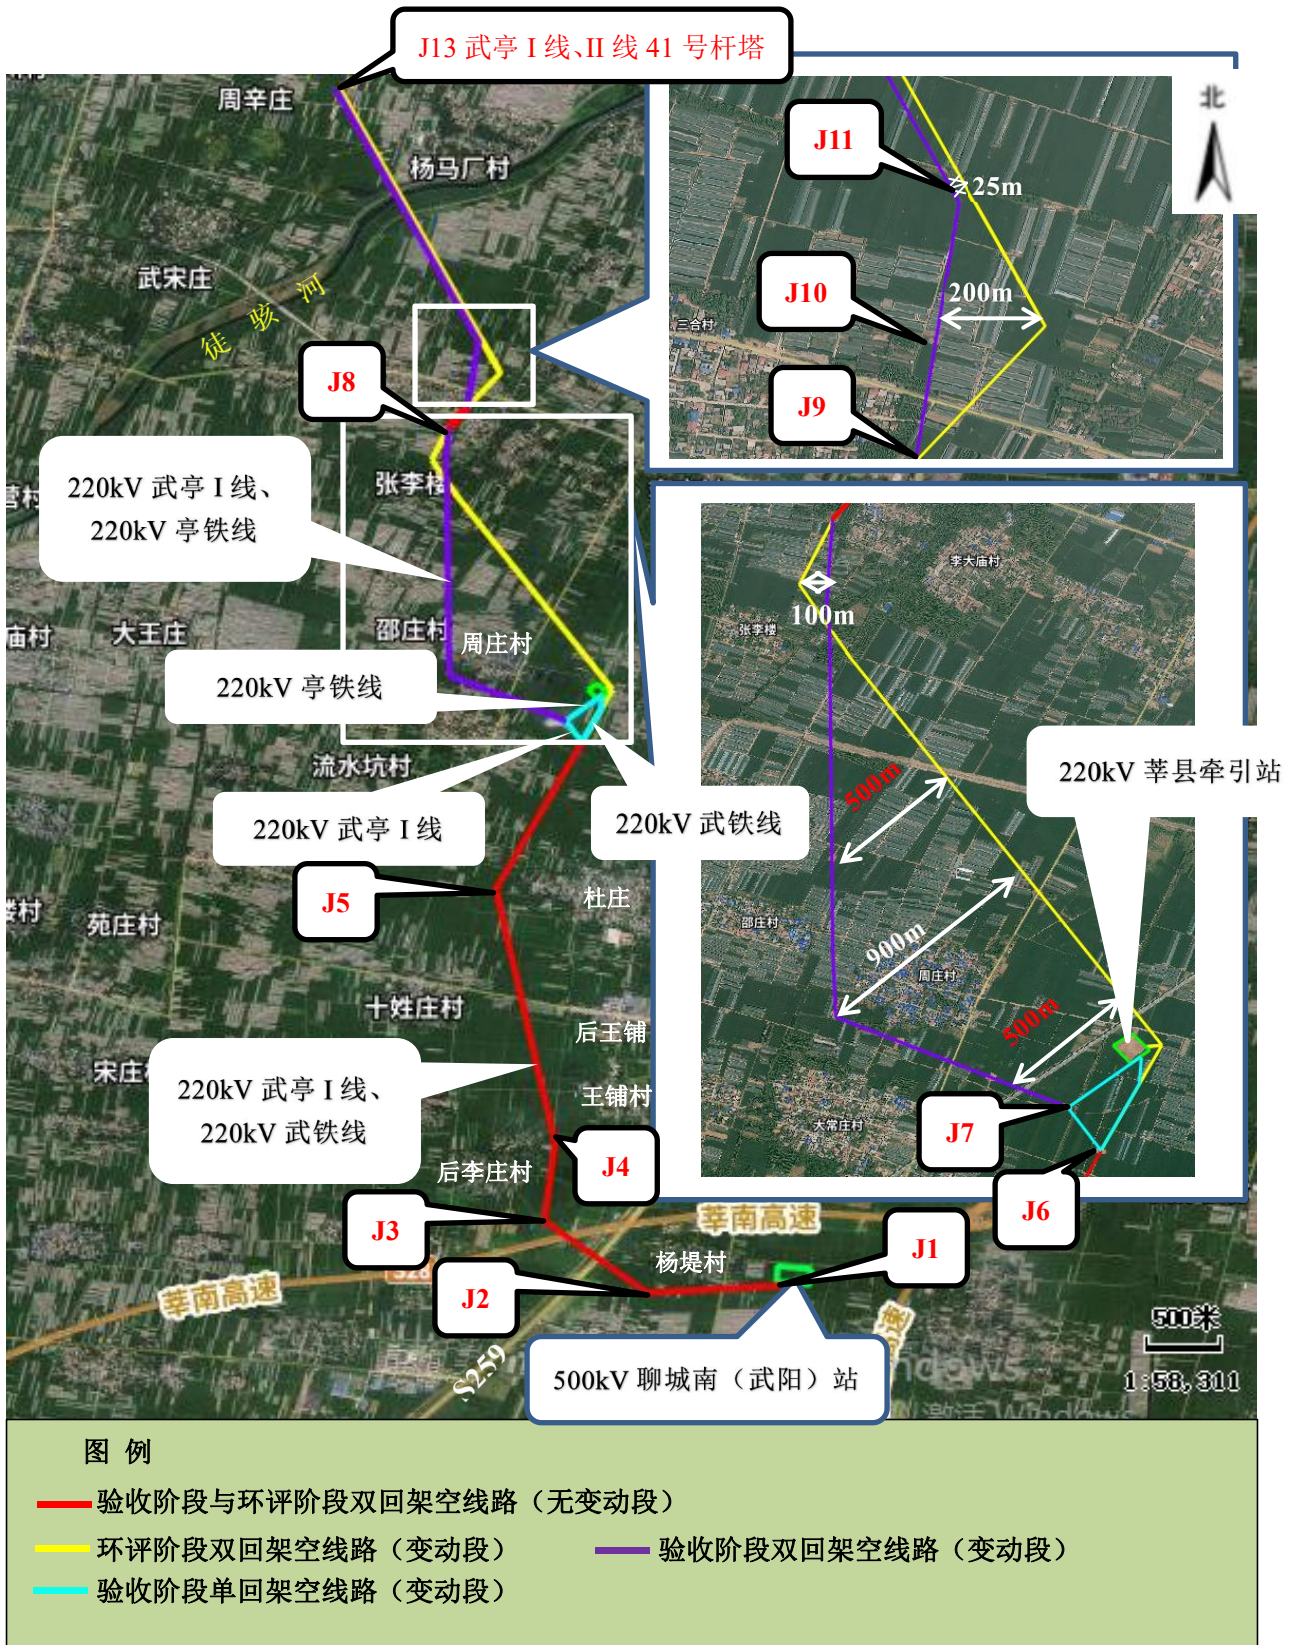 J13 武亭 I 线、II 线 41 号杆塔
北
周辛庄
杨马厂村
J11
25m
武宋庄
徒骇河
J10
200m
三合村
J8
J9
220kV 武亭 I 线、
220kV 亭铁线
张李楼
营村
李大庙村
100m
张李楼
庙村
大王庄
邵庄村
周庄村
220kV 亭铁线
流水坑村
500m
220kV 莘县牵引站
220kV 武亭 I 线
220kV 武铁线
J5
杜庄
楼村
苑庄村
邵庄村
900m
周庄村
十姓庄村
后王铺
500m
宋庄
220kV 武亭 I 线、
220kV 武铁线
王铺村
大常庄村
J7
J4
后李庄村
J6
J3
莘南高速
J1
杨堤村
莘南高速
J2
500米
1:58,311
S259
500kV 聊城南（武阳）站
图 例
验收阶段与环评阶段双回架空线路（无变动段）
环评阶段双回架空线路（变动段）
验收阶段双回架空线路（变动段）
验收阶段单回架空线路（变动段）